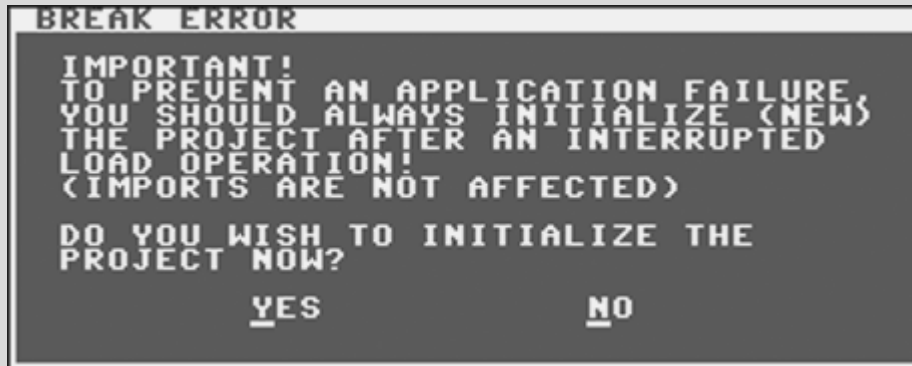 BREAK ERROR
IMPORTANT!
TO PREVENT AN APPLICATION FAILURE,
YOU SHOULD ALWAYS INITIALIZE (NEW)
THE PROJECT AFTER AN INTERRUPTED
LOAD OPERATION!
(IMPORTS ARE NOT AFFECTED)
DO YOU WISH TO INITIALIZE THE
PROJECT NOW?
YES NO